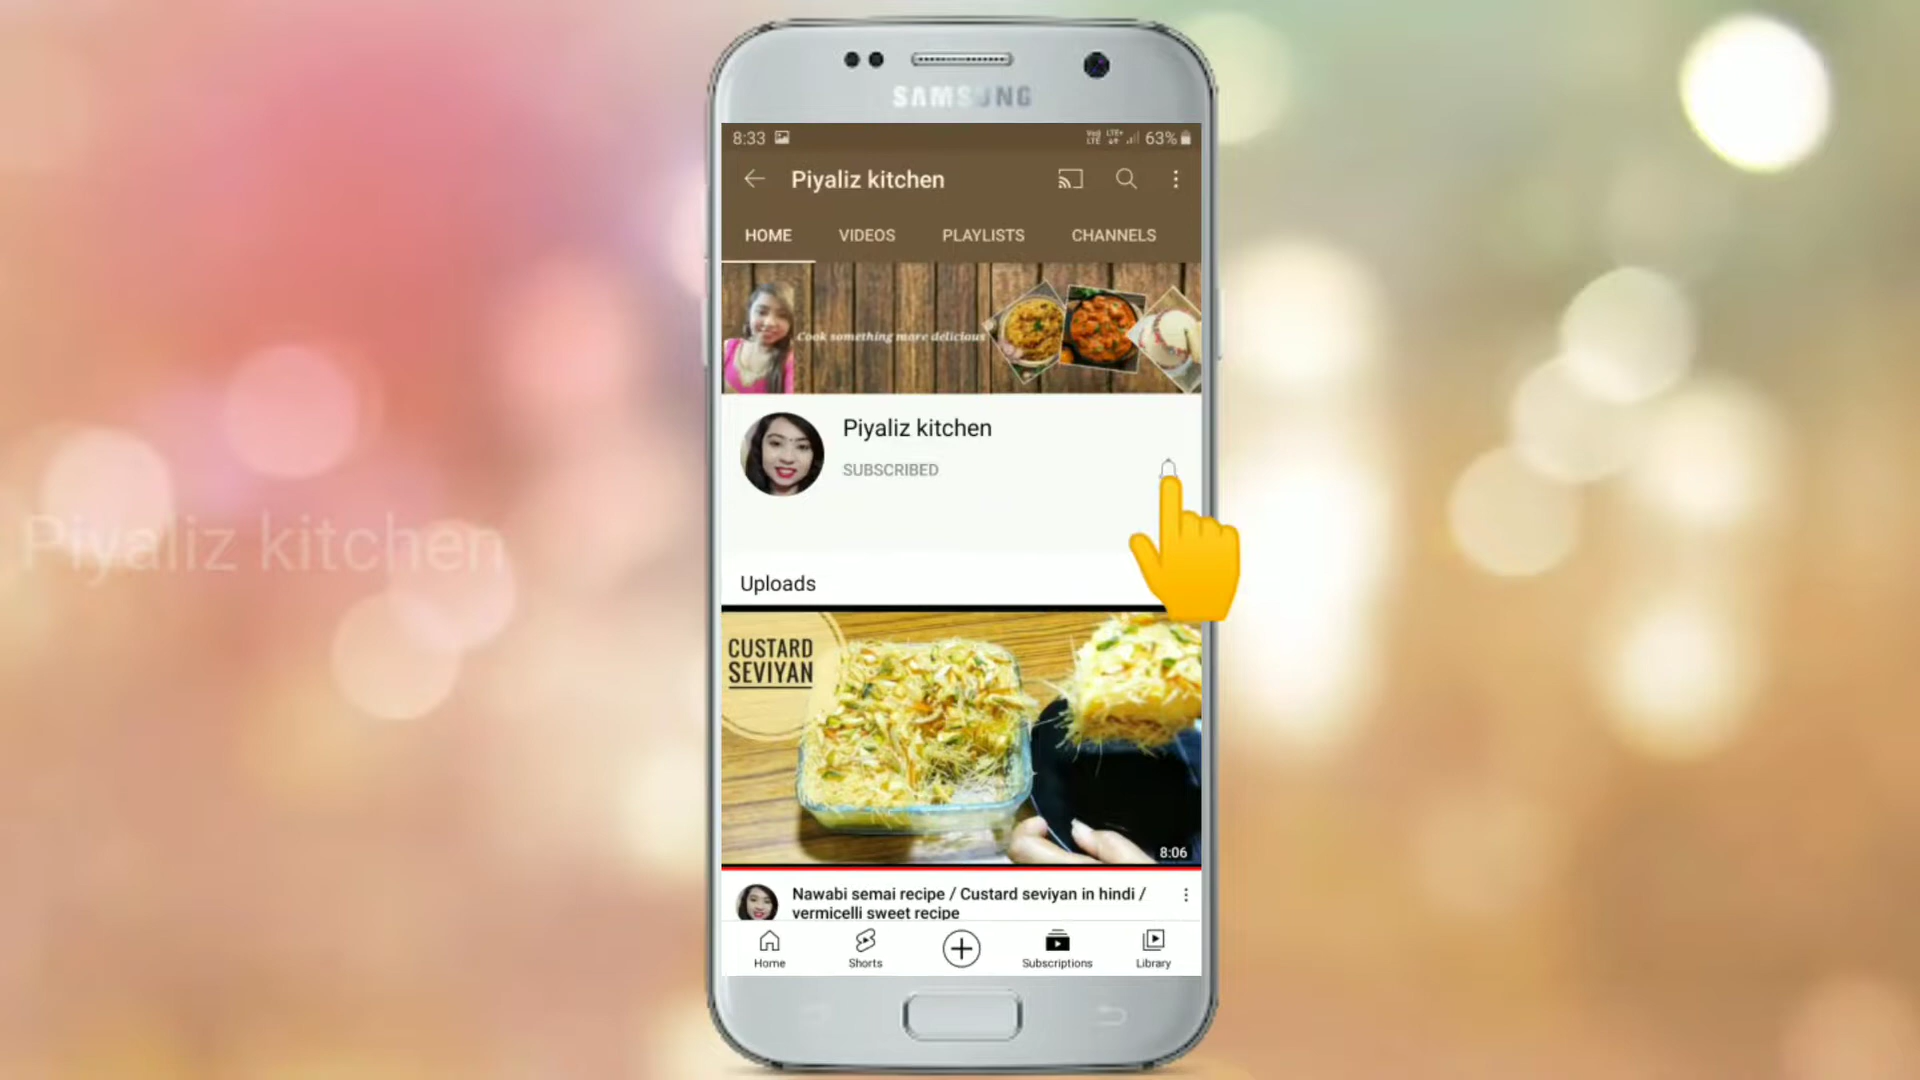 SAMSUNG
8:33
63%
Piyaliz kitchen
HOME VIDEOS PLAYLISTS CHANNELS
Cook something more delicious
Piyaliz kitchen
SUBSCRIBED
Piyaliz kitchen
Uploads
CUSTARD
SEVIYAN
8:06
Nawabi semai recipe / Custard seviyan in hindi /
vermicelli sweet recipe
Home Shorts Subscriptions Library